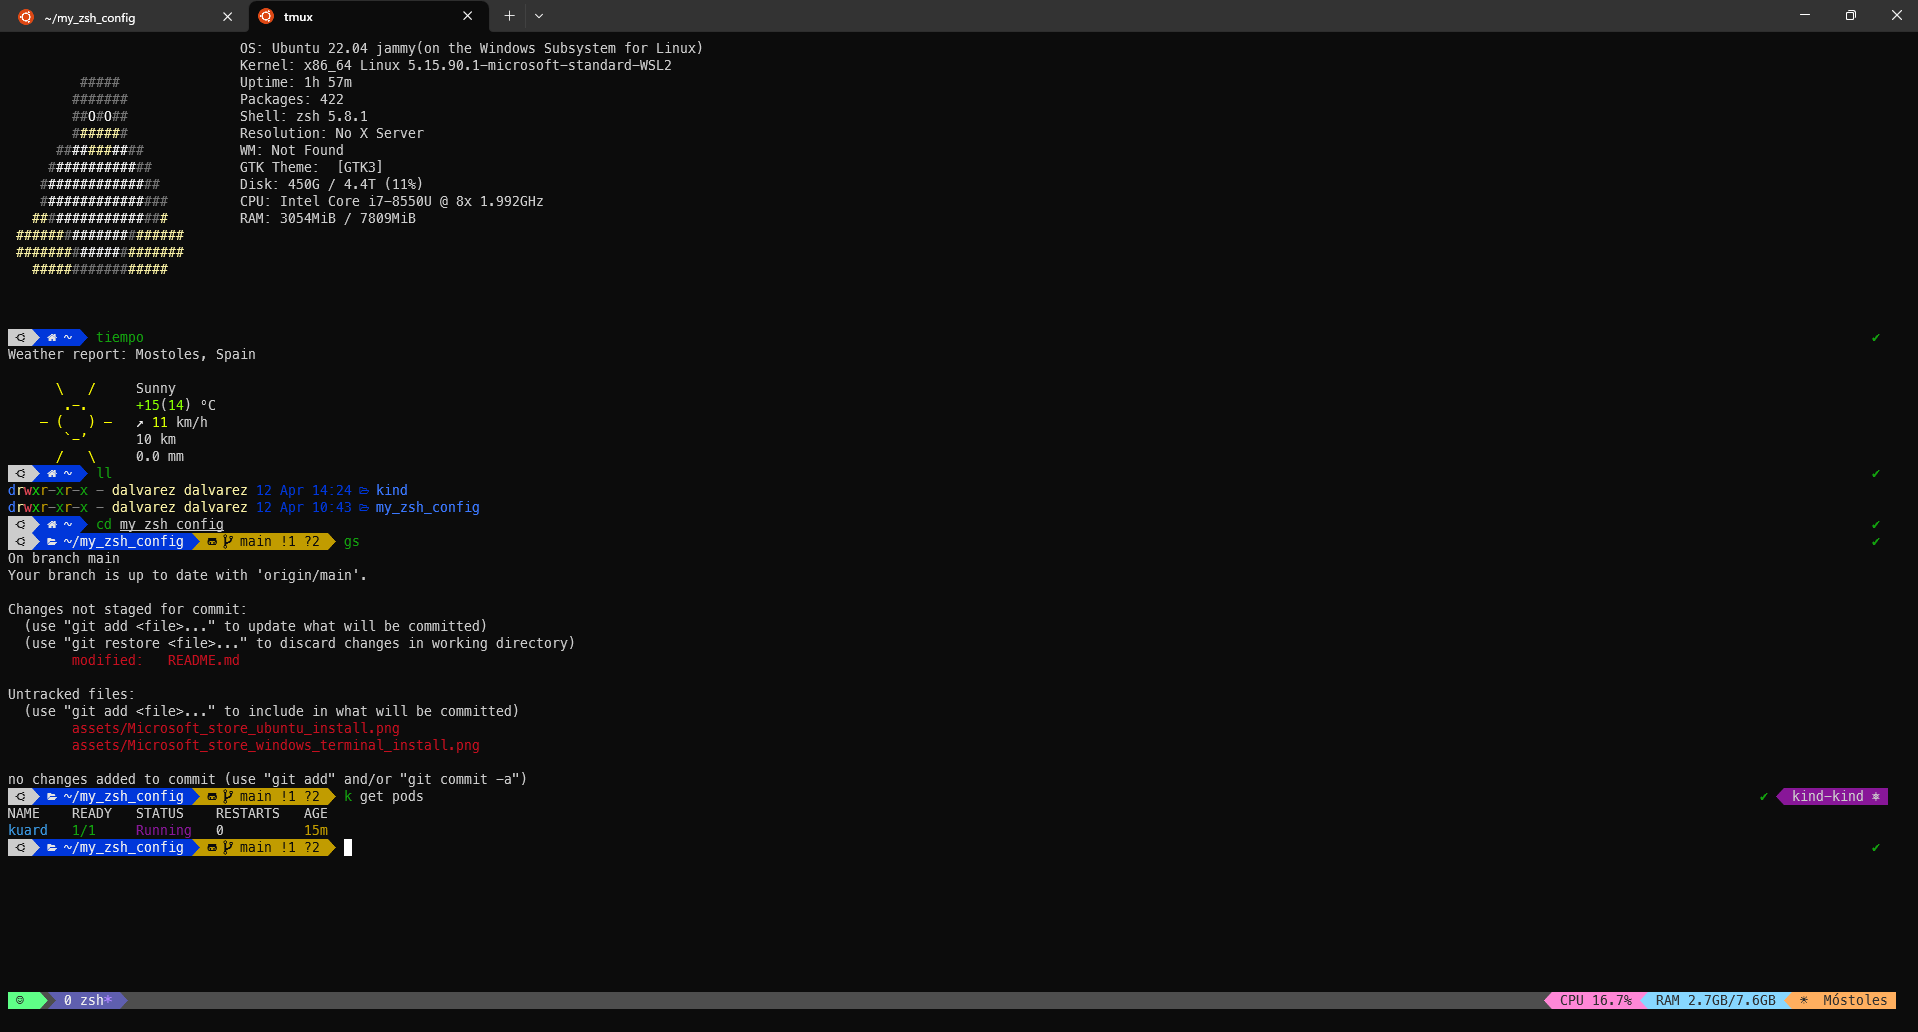 ~/my_zsh_config
tmux
OS: Ubuntu 22.04 jammy(on the Windows Subsystem for Linux)
Kernel: x86_64 Linux 5.15.90.1-microsoft-standard-WSL2
##### Uptime: 1h 57m
####### Packages: 422
##O#O## Shell: zsh 5.8.1
####### Resolution: No X Server
########### WM: Not Found
############# GTK Theme:  [GTK3]
############### Disk: 450G / 4.4T (11%)
################ CPU: Intel Core i7-8550U @ 8x 1.992GHz
################# RAM: 3054MiB / 7809MiB
#####################
#####################
#################
~ tiempo ✔
Weather report: Mostoles, Spain
\   /     Sunny
.-.      +15(14) °C
― (   ) ―   ↗ 11 km/h
`-’      10 km
/   \     0.0 mm
~ ll ✔
drwxr-xr-x - dalvarez dalvarez 12 Apr 14:24 kind
drwxr-xr-x - dalvarez dalvarez 12 Apr 10:43 my_zsh_config
~ cd my_zsh_config ✔
~/my_zsh_config main !1 ?2 gs ✔
On branch main
Your branch is up to date with 'origin/main'.
Changes not staged for commit:
(use "git add <file>..." to update what will be committed)
(use "git restore <file>..." to discard changes in working directory)
modified:   README.md
Untracked files:
(use "git add <file>..." to include in what will be committed)
assets/Microsoft_store_ubuntu_install.png
assets/Microsoft_store_windows_terminal_install.png
no changes added to commit (use "git add" and/or "git commit -a")
~/my_zsh_config main !1 ?2 k get pods ✔ kind-kind ⎈
NAME READY STATUS RESTARTS AGE
kuard 1/1 Running 0 15m
~/my_zsh_config main !1 ?2 ✔
☺ 0 zsh* CPU 16.7% RAM 2.7GB/7.6GB ☀ Móstoles